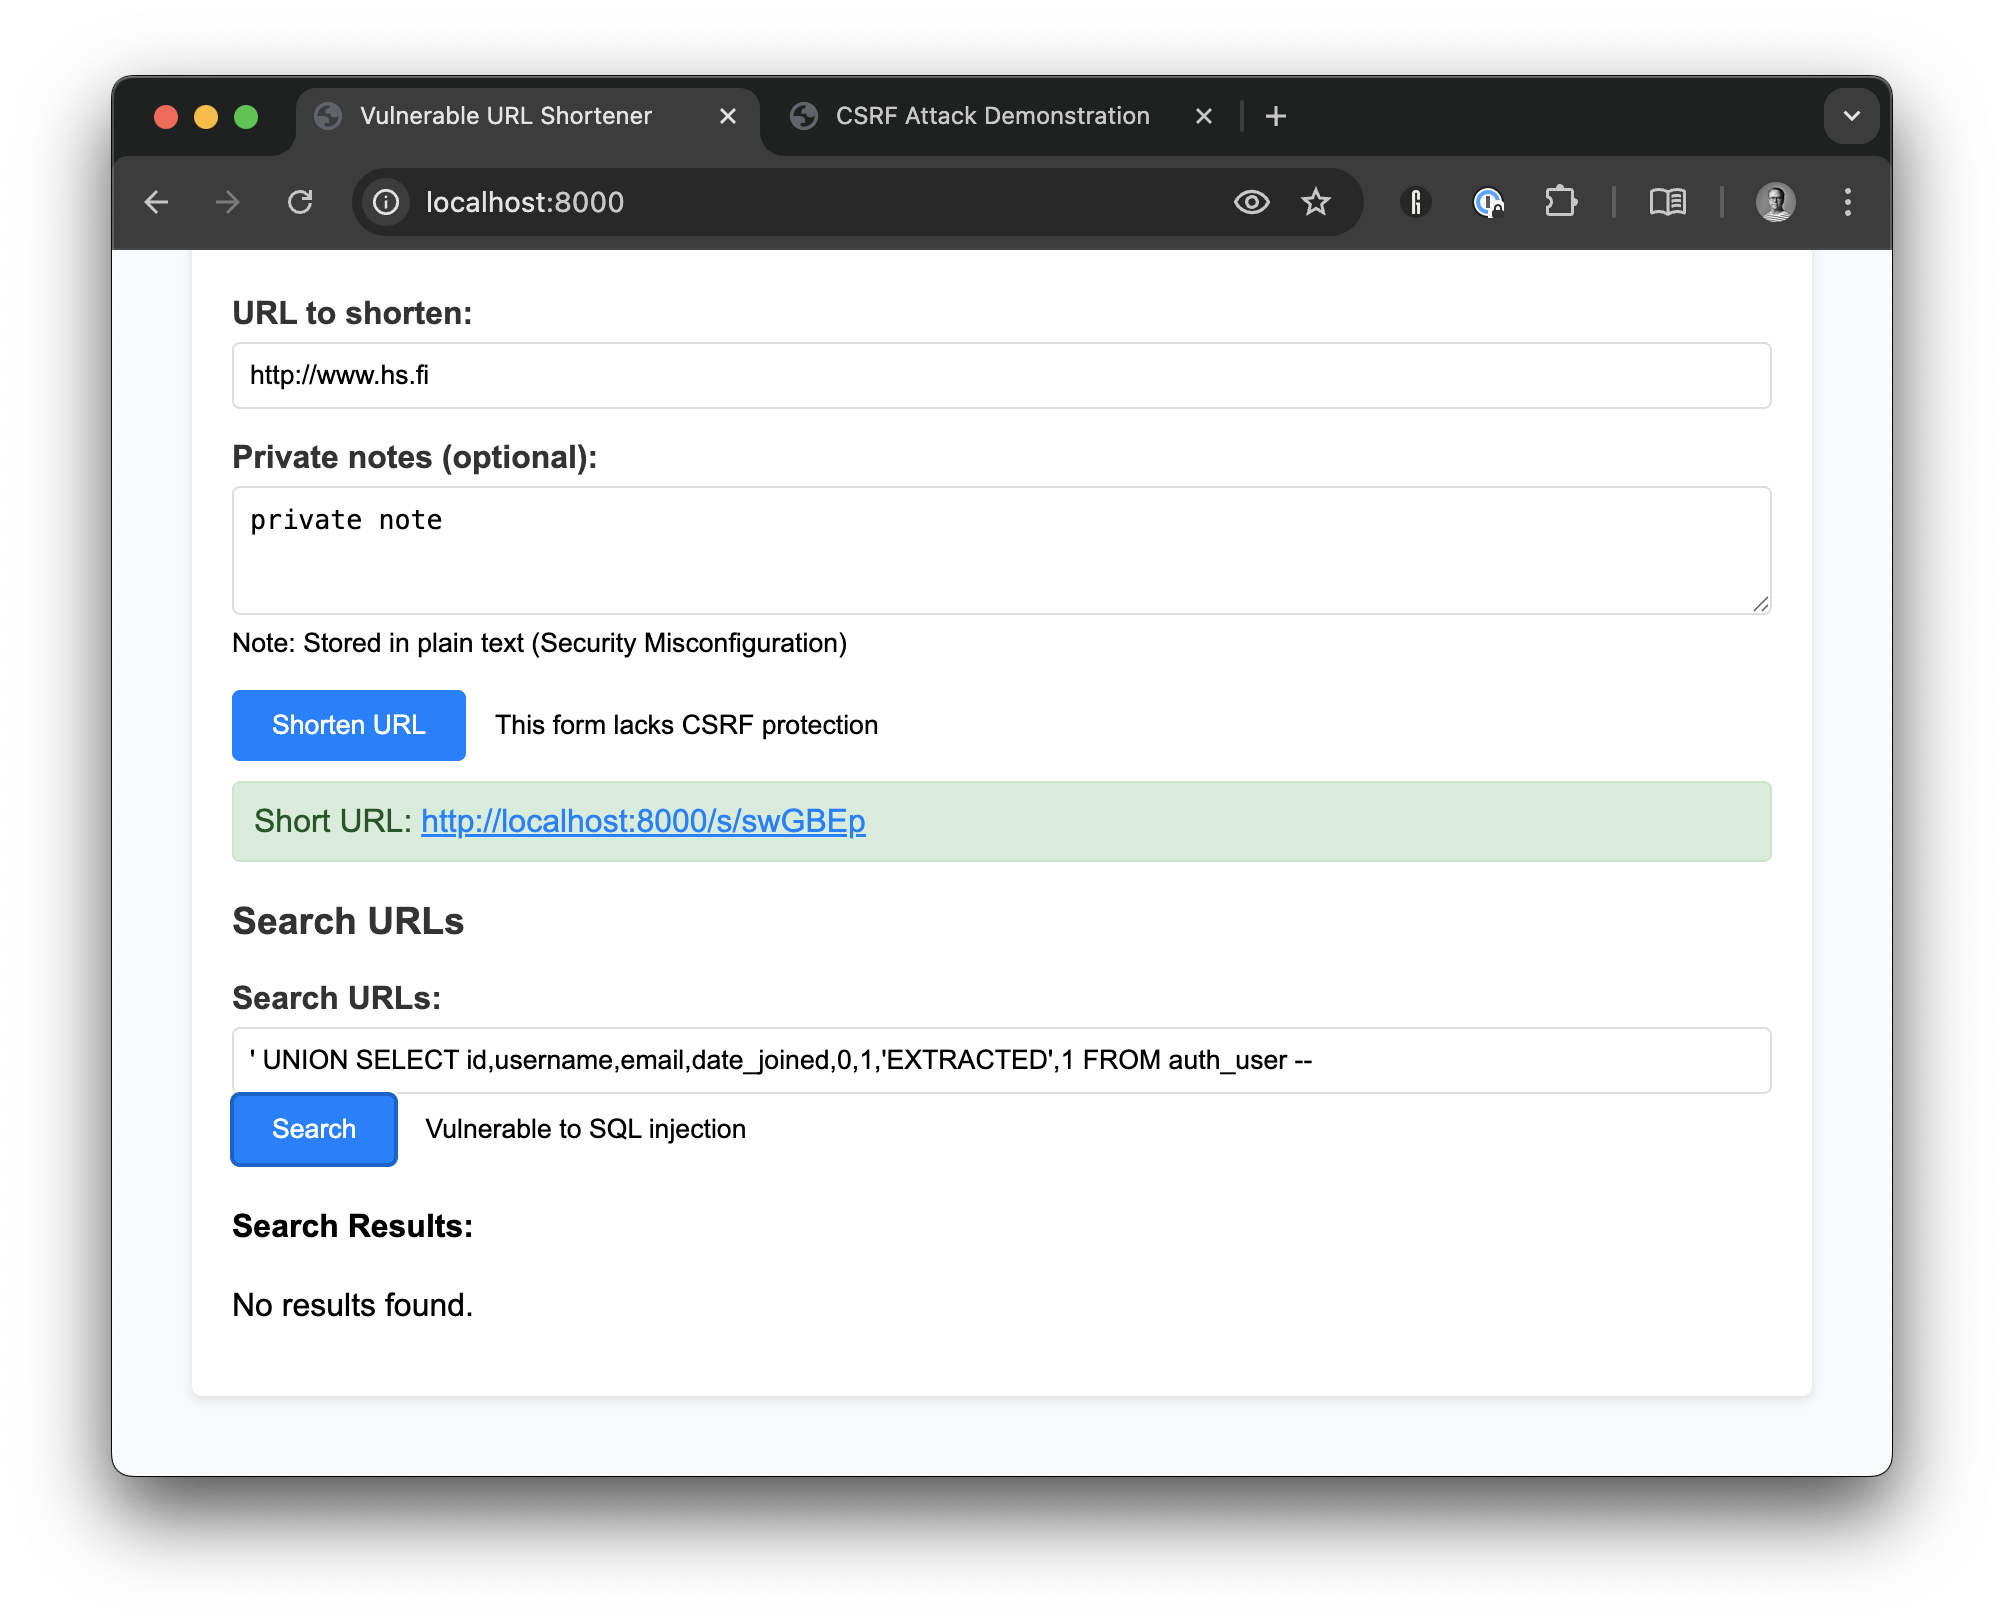 Vulnerable URL Shortener
CSRF Attack Demonstration
localhost:8000
URL to shorten:
http://www.hs.fi
Private notes (optional):
private note
Note: Stored in plain text (Security Misconfiguration)
Shorten URL
This form lacks CSRF protection
Short URL: http://localhost:8000/s/swGBEp
Search URLs
Search URLs:
' UNION SELECT id,username,email,date_joined,0,1,'EXTRACTED',1 FROM auth_user --
Search
Vulnerable to SQL injection
Search Results:
No results found.